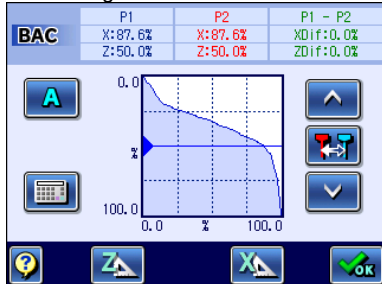 P1 P2 P1 - P2
BAC X:87.6% X:87.6% XDif:0.0%
Z:50.0% Z:50.0% ZDif:0.0%
A
0.0
%
100.0
0.0 % 100.0
? Z X OK